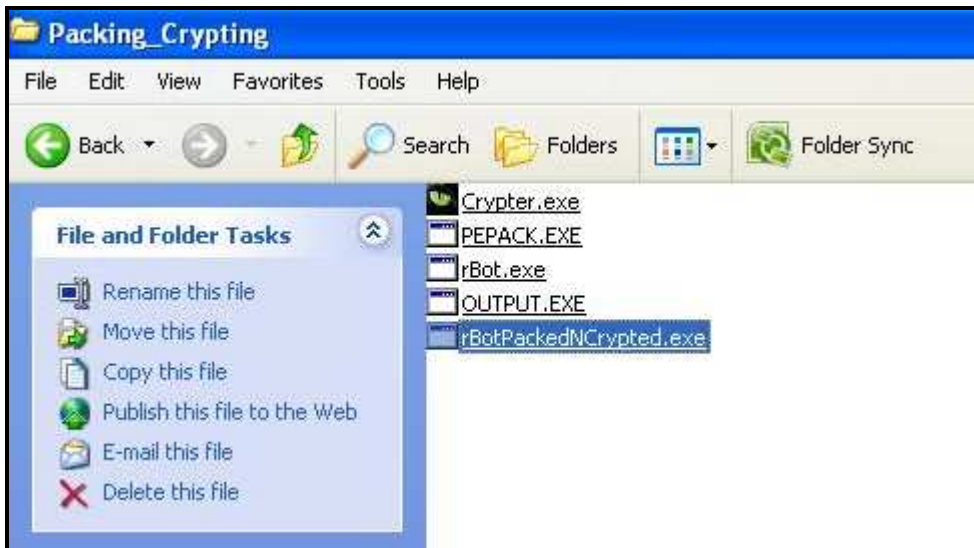 Packing_Crypting
File Edit View Favorites Tools Help
Back Search Folders Folder Sync
File and Folder Tasks
Rename this file
Move this file
Copy this file
Publish this file to the Web
E-mail this file
Delete this file
Crypter.exe
PEPACK.EXE
rBot.exe
OUTPUT.EXE
rBotPackedNCrypted.exe